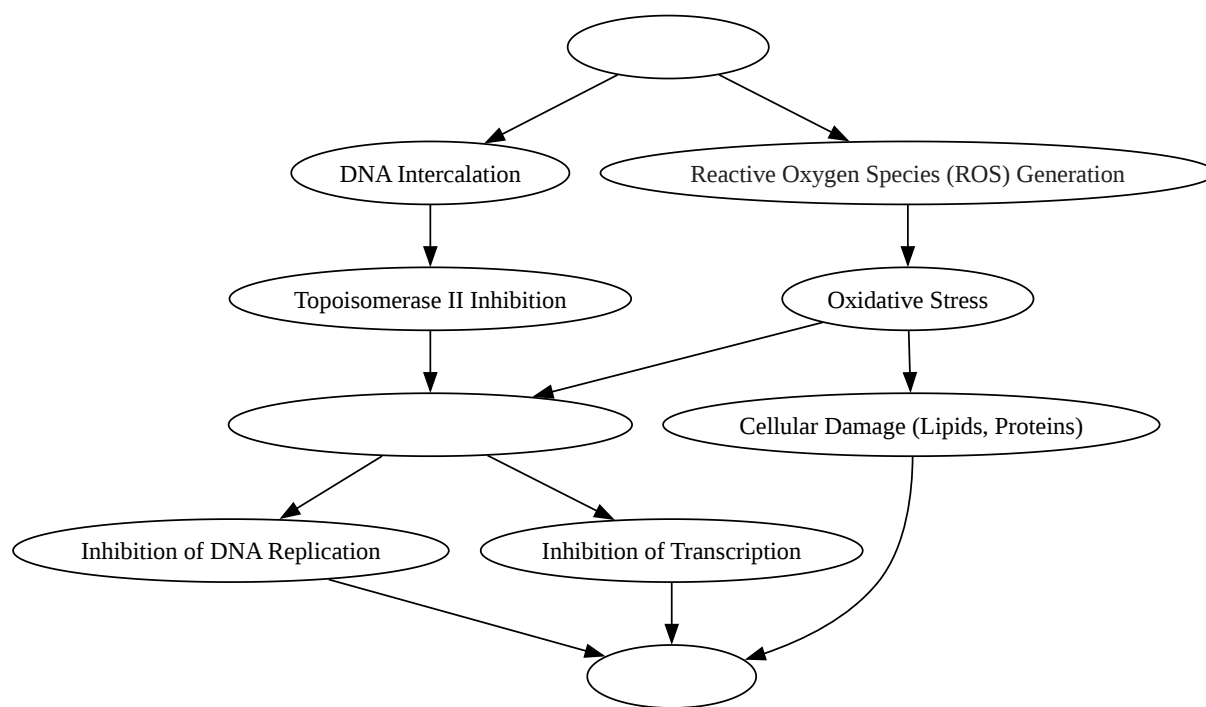 DNA Intercalation
Reactive Oxygen Species (ROS) Generation
Topoisomerase II Inhibition
Oxidative Stress
Cellular Damage (Lipids, Proteins)
Inhibition of DNA Replication
Inhibition of Transcription